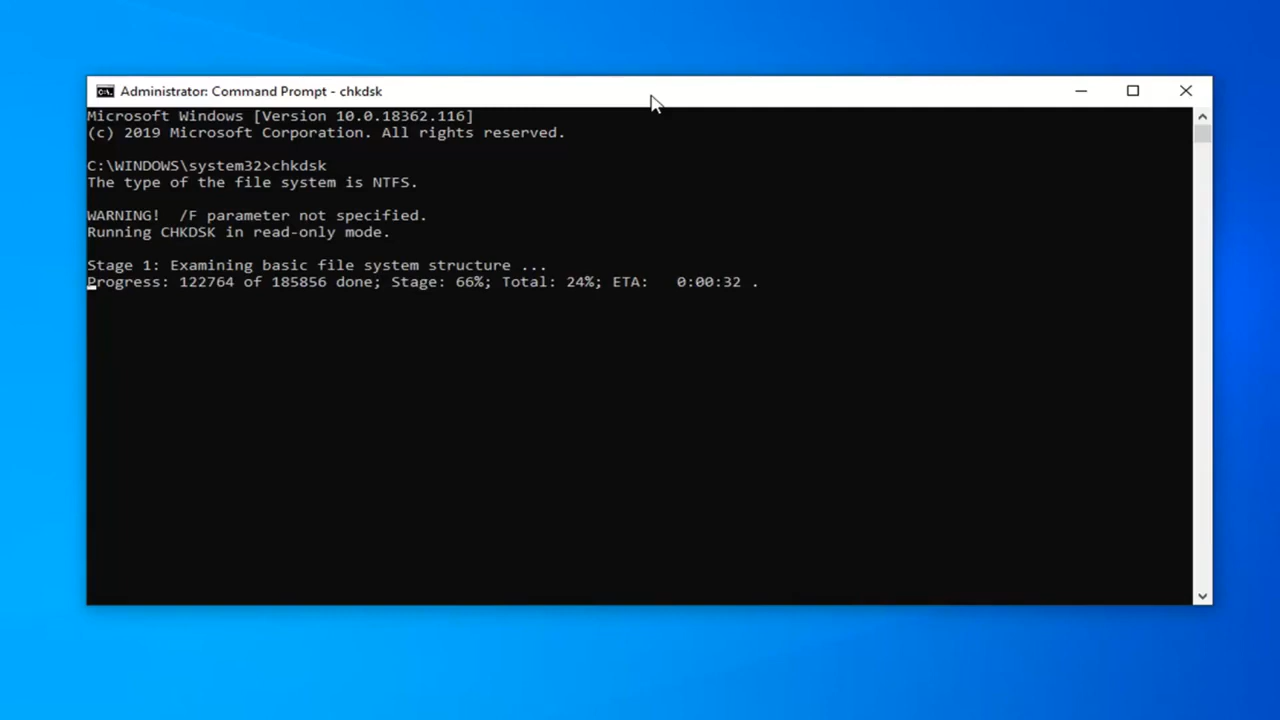 Administrator: Command Prompt - chkdsk
Microsoft Windows [Version 10.0.18362.116]
(c) 2019 Microsoft Corporation. All rights reserved.
C:\WINDOWS\system32>chkdsk
The type of the file system is NTFS.
WARNING!  /F parameter not specified.
Running CHKDSK in read-only mode.
Stage 1: Examining basic file system structure ...
Progress: 122764 of 185856 done; Stage: 66%; Total: 24%; ETA:   0:00:32 .